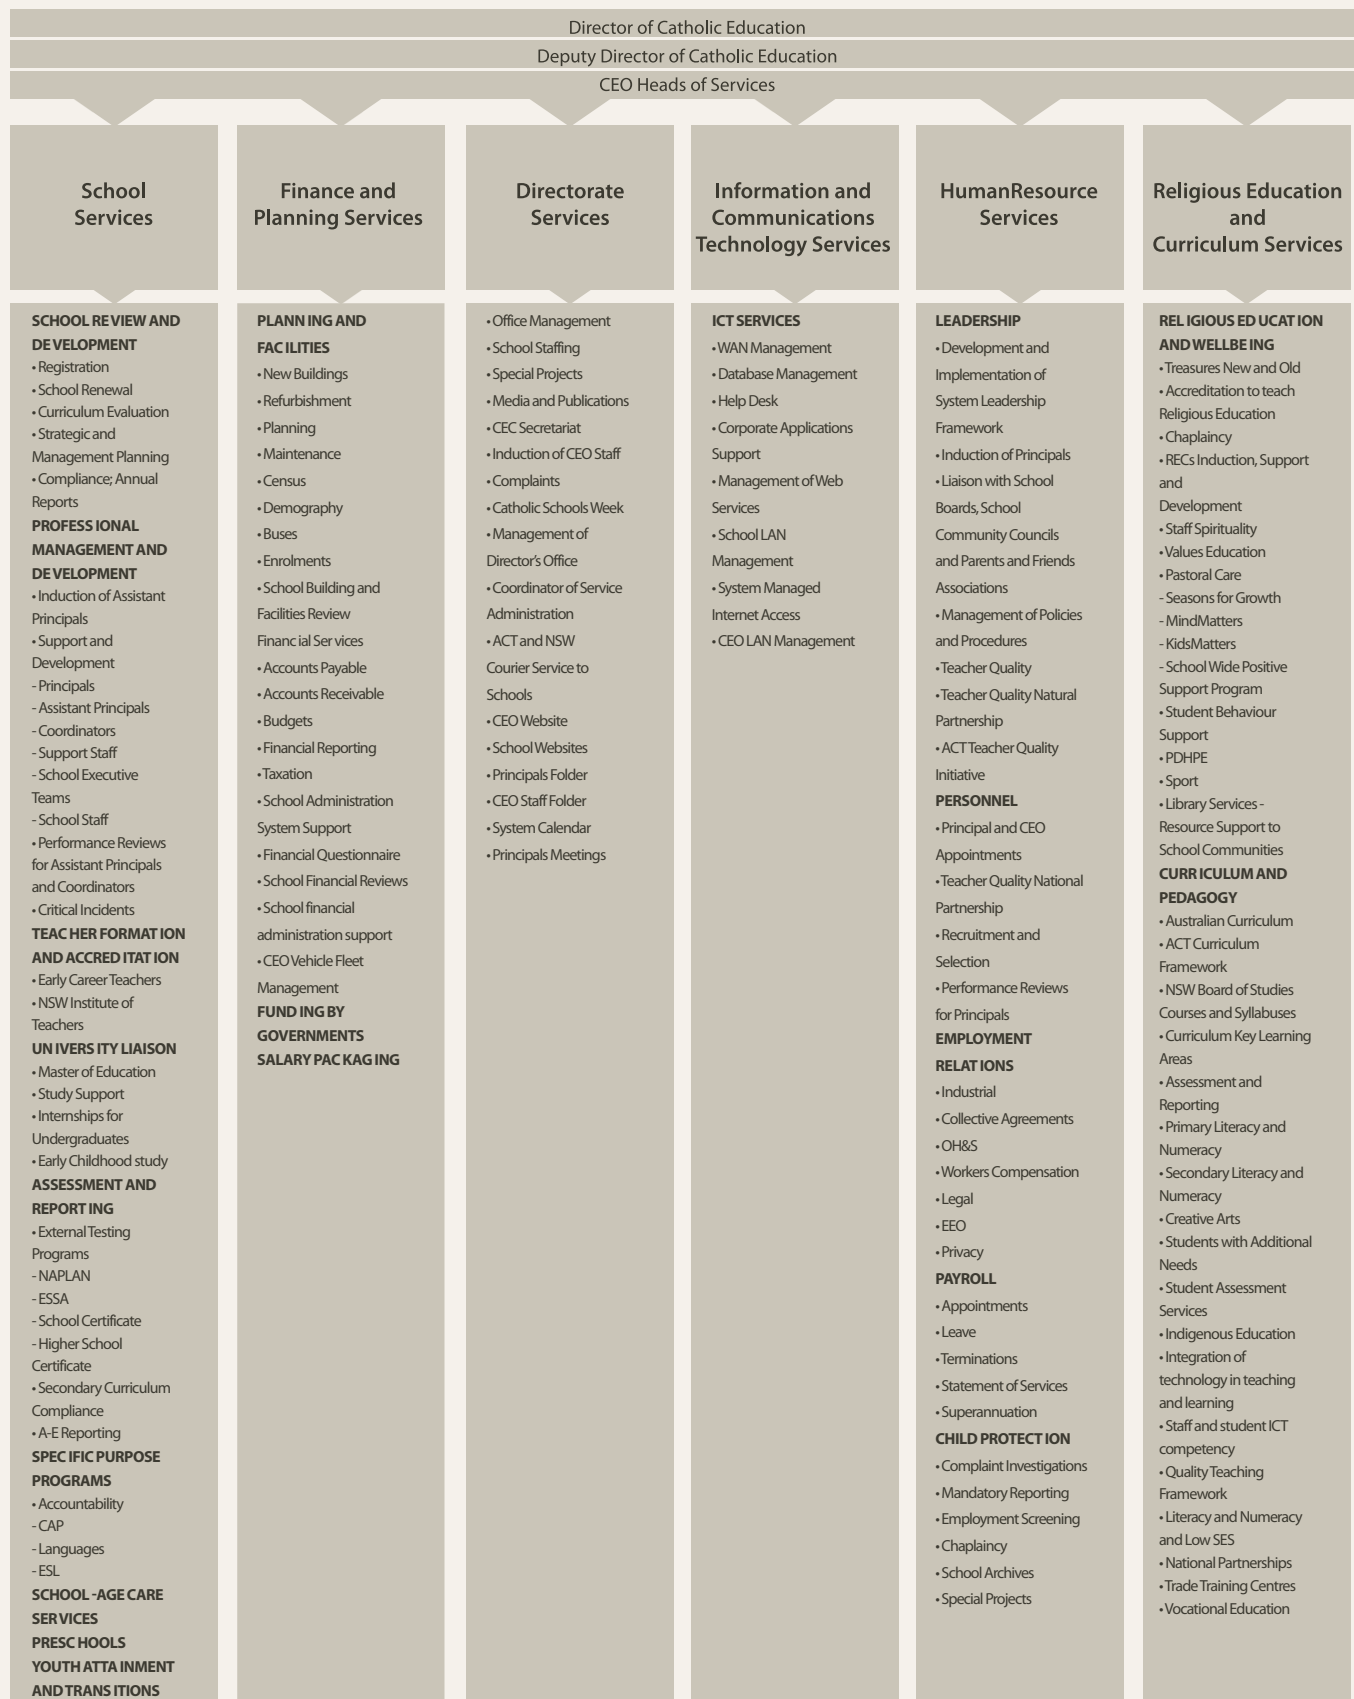 Director of Catholic Education
Deputy Director of Catholic Education
CEO Heads of Services
School
Services
Finance and
Planning Services
Directorate
Services
Information and
Communications
Technology Services
HumanResource
Services
Religious Education
and
Curriculum Services
SCHOOL RE VIEW AND
DE VELOPMENT
• Registration
• School Renewal
• Curriculum Evaluation
• Strategic and
Management Planning
• Compliance; Annual
Reports
PROFESS IONAL
MANAGEMENT AND
DE VELOPMENT
• Induction of Assistant
Principals
• Support and
Development
- Principals
- Assistant Principals
- Coordinators
- Support Staff
- School Executive
Teams
- School Staff
• Performance Reviews
for Assistant Principals
and Coordinators
• Critical Incidents
TEAC HER FORMAT ION
AND ACCRED ITAT ION
• Early Career Teachers
• NSW Institute of
Teachers
UN IVERS ITY LIAISON
• Master of Education
• Study Support
• Internships for
Undergraduates
• Early Childhood study
ASSESSMENT AND
REPORT ING
• External Testing
Programs
- NAPLAN
- ESSA
- School Certificate
- Higher School
Certificate
• Secondary Curriculum
Compliance
• A-E Reporting
SPEC IFIC PURPOSE
PROGRAMS
• Accountability
- CAP
- Languages
- ESL
SCHOOL -AGE CARE
SER VICES
PRESC HOOLS
YOUTH ATTA INMENT
AND TRANS ITIONS
PLANN ING AND
FAC ILITIES
• New Buildings
• Refurbishment
• Planning
• Maintenance
• Census
• Demography
• Buses
• Enrolments
• School Building and
Facilities Review
Financ ial Ser vices
• Accounts Payable
• Accounts Receivable
• Budgets
• Financial Reporting
• Taxation
• School Administration
System Support
• Financial Questionnaire
• School Financial Reviews
• School financial
administration support
• CEO Vehicle Fleet
Management
FUND ING BY
GOVERNMENTS
SALARY PAC KAG ING
• Office Management
• School Staffing
• Special Projects
• Media and Publications
• CEC Secretariat
• Induction of CEO Staff
• Complaints
• Catholic Schools Week
• Management of
Director's Office
• Coordinator of Service
Administration
• ACT and NSW
Courier Service to
Schools
• CEO Website
• School Websites
• Principals Folder
• CEO Staff Folder
• System Calendar
• Principals Meetings
ICT SERVICES
• WAN Management
• Database Management
• Help Desk
• Corporate Applications
Support
• Management of Web
Services
• School LAN
Management
• System Managed
Internet Access
• CEO LAN Management
LEADERSHIP
• Development and
Implementation of
System Leadership
Framework
• Induction of Principals
• Liaison with School
Boards, School
Community Councils
and Parents and Friends
Associations
• Management of Policies
and Procedures
• Teacher Quality
• Teacher Quality Natural
Partnership
• ACT Teacher Quality
Initiative
PERSONNEL
• Principal and CEO
Appointments
• Teacher Quality National
Partnership
• Recruitment and
Selection
• Performance Reviews
for Principals
EMPLOYMENT
RELAT IONS
• Industrial
• Collective Agreements
• OH&S
• Workers Compensation
• Legal
• EEO
• Privacy
PAYROLL
• Appointments
• Leave
• Terminations
• Statement of Services
• Superannuation
CHILD PROTECT ION
• Complaint Investigations
• Mandatory Reporting
• Employment Screening
• Chaplaincy
• School Archives
• Special Projects
REL IGIOUS ED UCAT ION
AND WELLBE ING
• Treasures New and Old
• Accreditation to teach
Religious Education
• Chaplaincy
• RECs Induction, Support
and
Development
• Staff Spirituality
• Values Education
• Pastoral Care
- Seasons for Growth
- MindMatters
- KidsMatters
- School Wide Positive
Support Program
• Student Behaviour
Support
• PDHPE
• Sport
• Library Services -
Resource Support to
School Communities
CURR ICULUM AND
PEDAGOGY
• Australian Curriculum
• ACT Curriculum
Framework
• NSW Board of Studies
Courses and Syllabuses
• Curriculum Key Learning
Areas
• Assessment and
Reporting
• Primary Literacy and
Numeracy
• Secondary Literacy and
Numeracy
• Creative Arts
• Students with Additional
Needs
• Student Assessment
Services
• Indigenous Education
• Integration of
technology in teaching
and learning
• Staff and student ICT
competency
• Quality Teaching
Framework
• Literacy and Numeracy
and Low SES
• National Partnerships
• Trade Training Centres
• Vocational Education